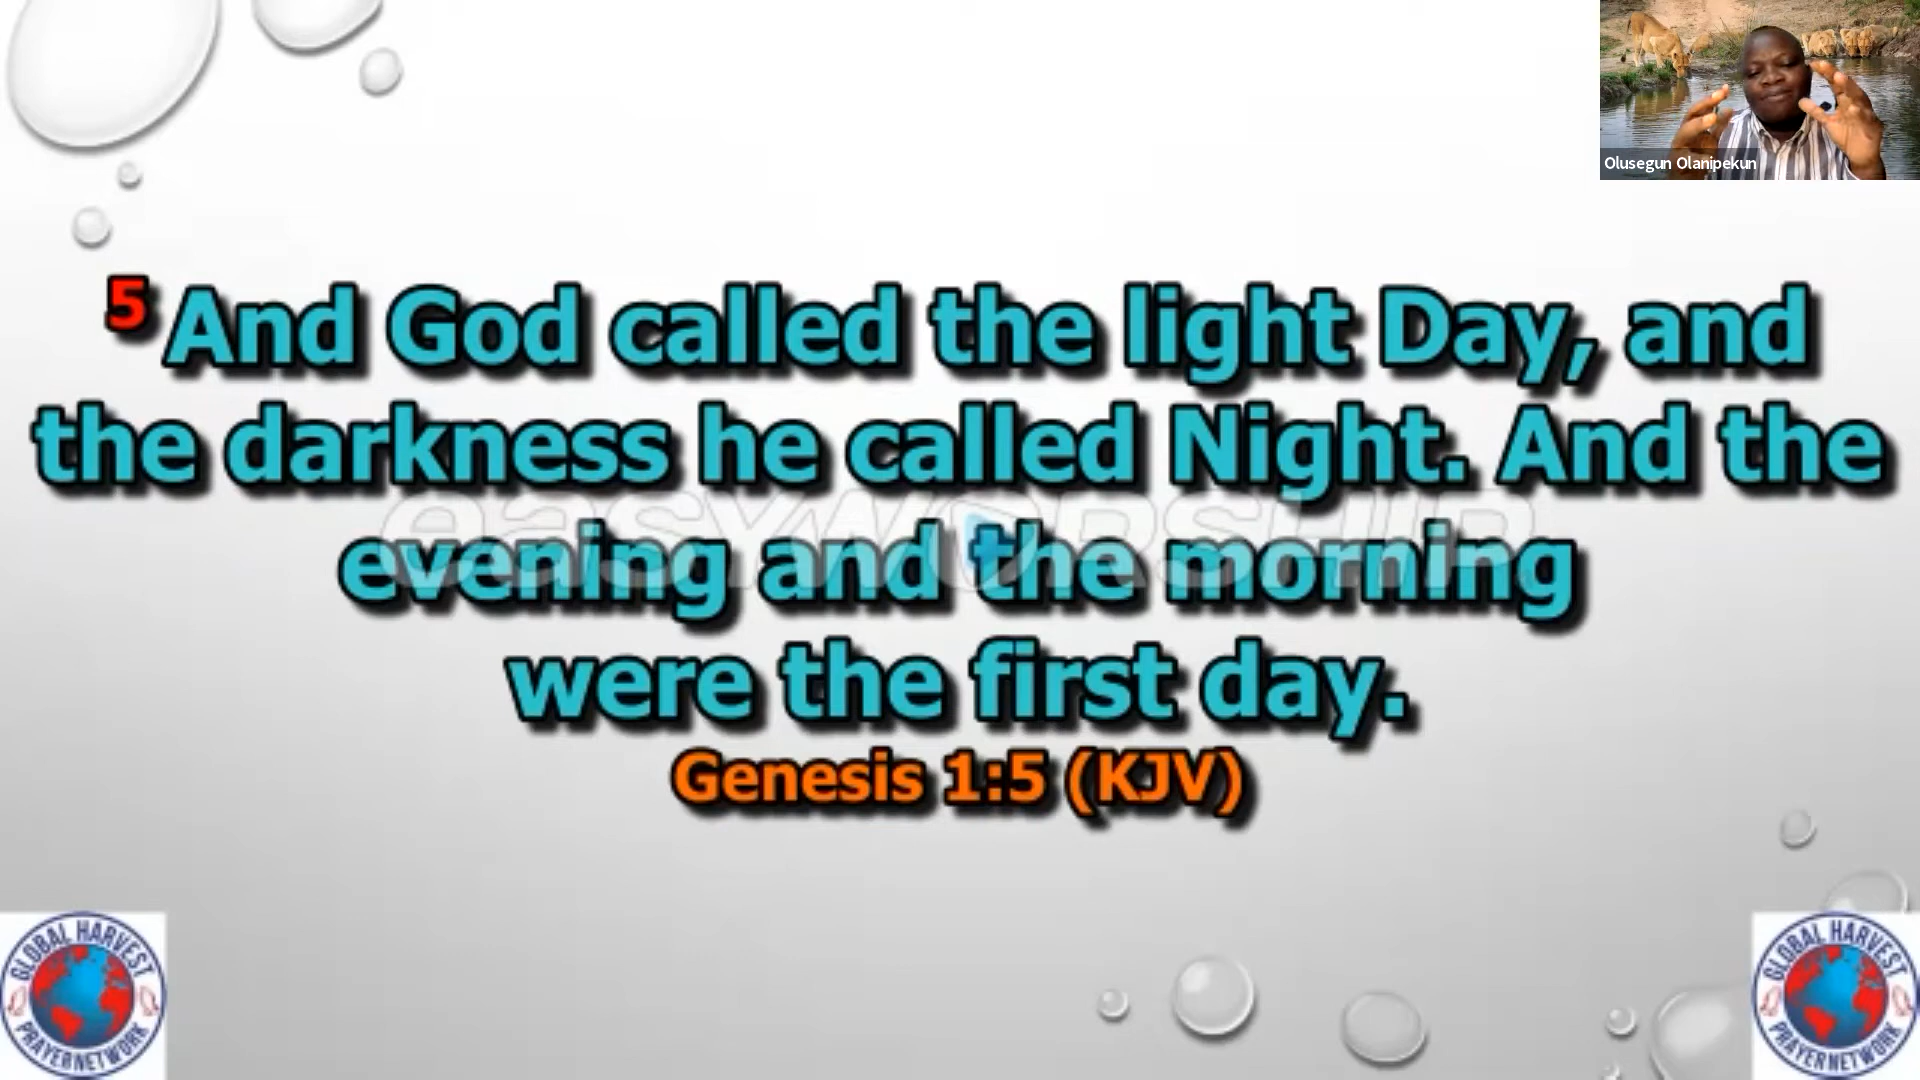 Olusegun Olanipekun
5 And God called the light Day, and
the darkness he called Night. And the
evening and the morning
were the first day.
Genesis 1:5 (KJV)
easyworship
GLOBAL HARVEST
PRAYER NETWORK
GLOBAL HARVEST
PRAYER NETWORK